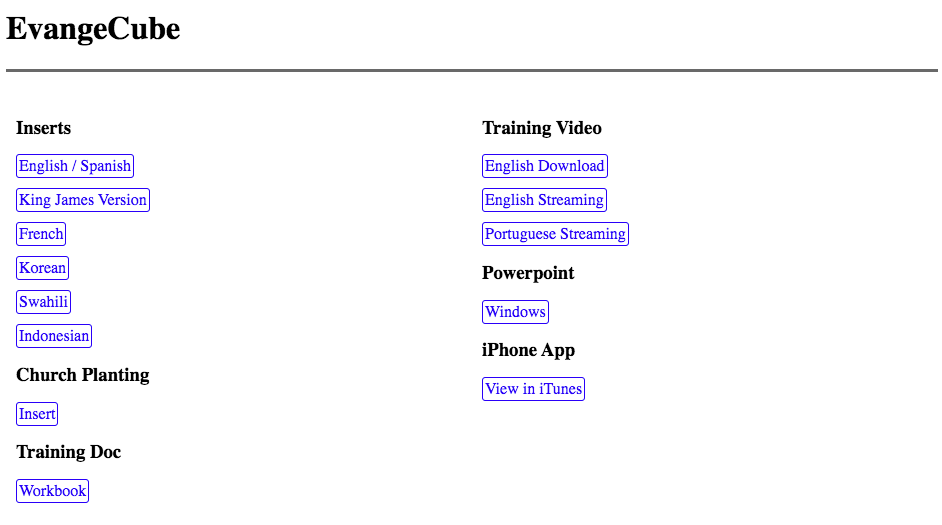 EvangeCube
Inserts
English / Spanish
King James Version
French
Korean
Swahili
Indonesian
Church Planting
Insert
Training Doc
Workbook
Training Video
English Download
English Streaming
Portuguese Streaming
Powerpoint
Windows
iPhone App
View in iTunes